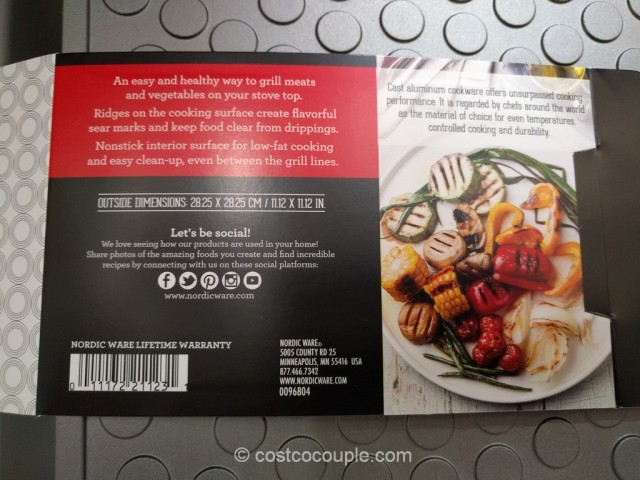 An easy and healthy way to grill meats
and vegetables on your stove top.
Ridges on the cooking surface create flavorful
sear marks and keep food clear from drippings.
Nonstick interior surface for low-fat cooking
and easy clean-up, even between the grill lines.
OUTSIDE DIMENSIONS: 28.25 X 28.25 CM / 11.12 X 11.12 IN.
Let's be social!
We love seeing how our products are used in your home!
Share photos of the amazing foods you create and find incredible
recipes by connecting with us on these social platforms:
www.nordicware.com
NORDIC WARE LIFETIME WARRANTY
0 11172 21123 1
NORDIC WARE®
5005 COUNTY RD 25
MINNEAPOLIS, MN 55416 USA
877.466.7342
WWW.NORDICWARE.COM
0096804
Cast aluminum cookware offers unsurpassed cooking
performance. It is regarded by chefs around the world
as the material of choice for even temperatures,
controlled cooking and durability.
© costcocouple.com